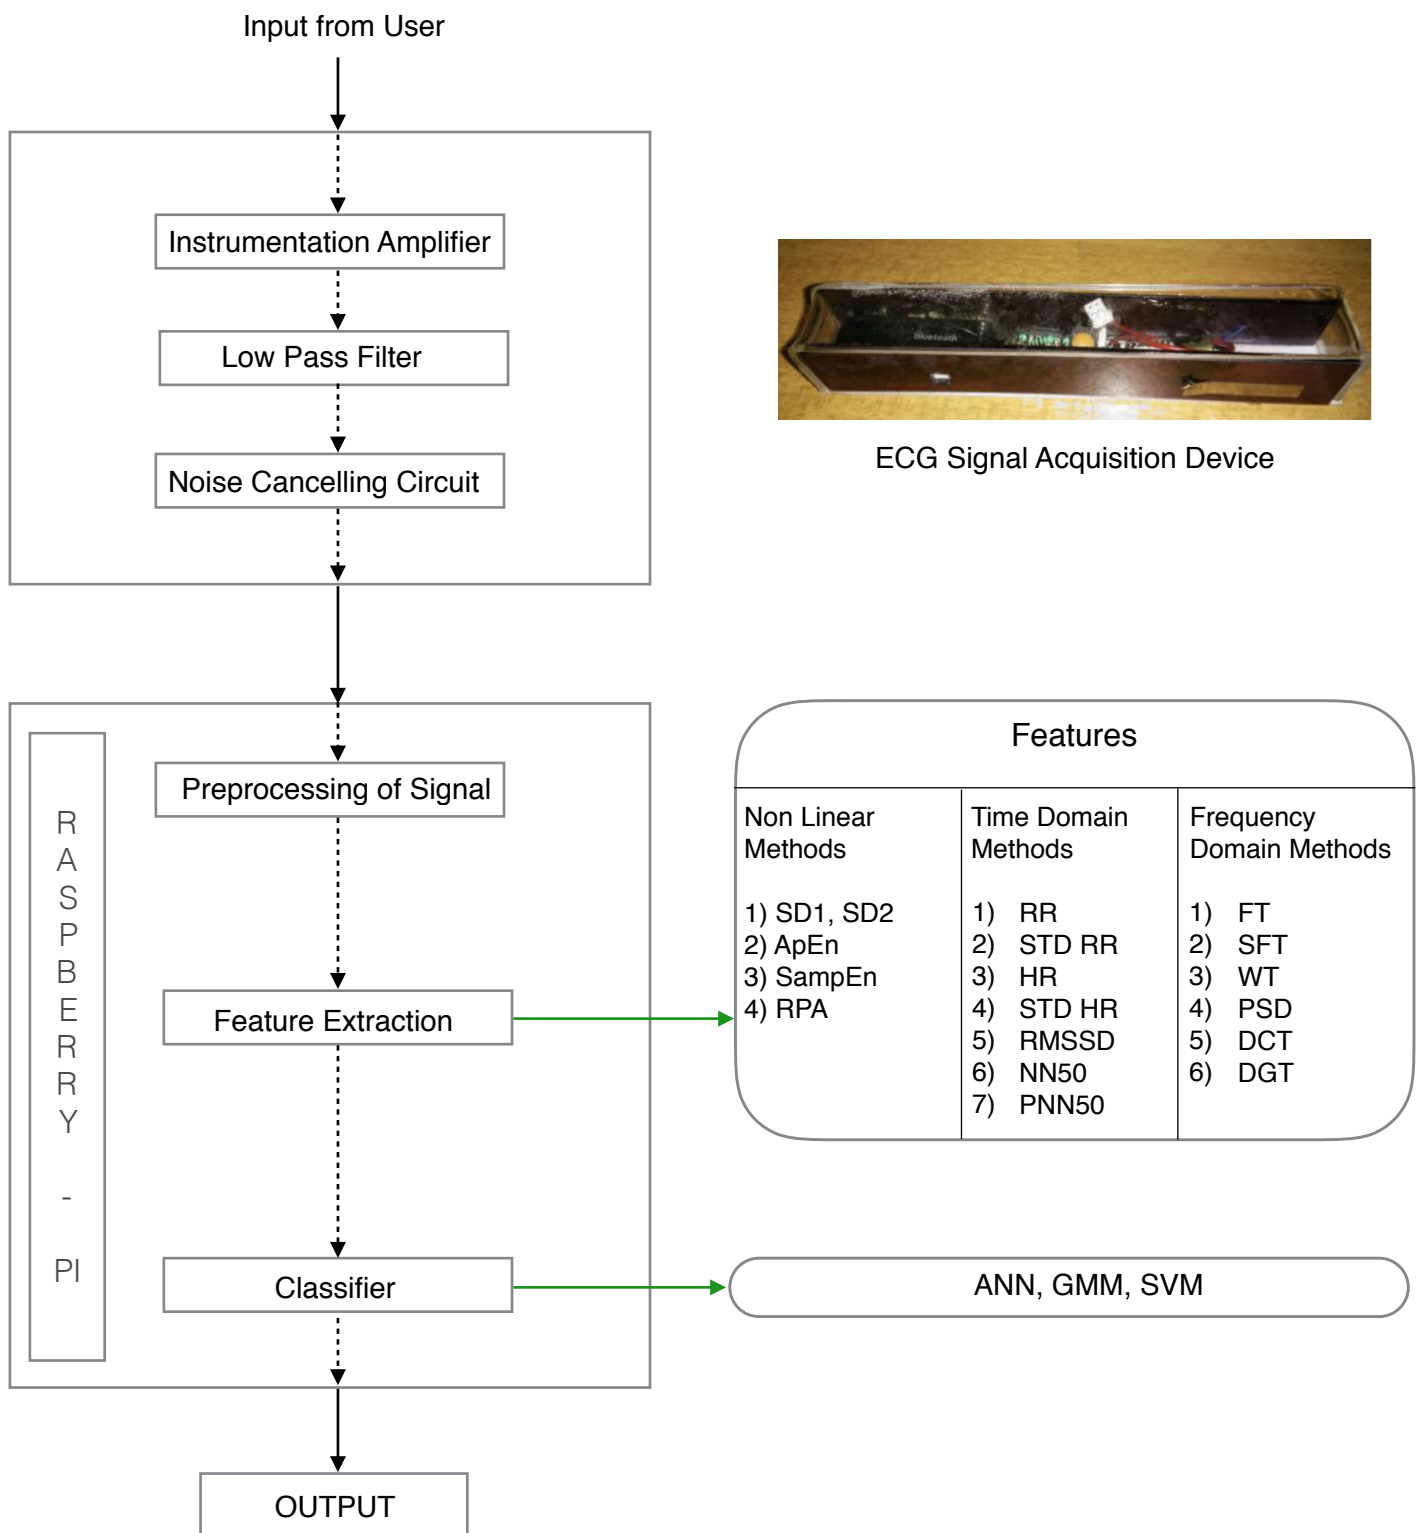 Input from User
Instrumentation Amplifier
Low Pass Filter
Noise Cancelling Circuit
Bluetooth
ECG Signal Acquisition Device
RASPBERRY - PI
Preprocessing of Signal
Feature Extraction
Classifier
OUTPUT
Features
Non Linear
Methods
1) SD1, SD2
2) ApEn
3) SampEn
4) RPA
Time Domain
Methods
1) RR
2) STD RR
3) HR
4) STD HR
5) RMSSD
6) NN50
7) PNN50
Frequency
Domain Methods
1) FT
2) SFT
3) WT
4) PSD
5) DCT
6) DGT
ANN, GMM, SVM